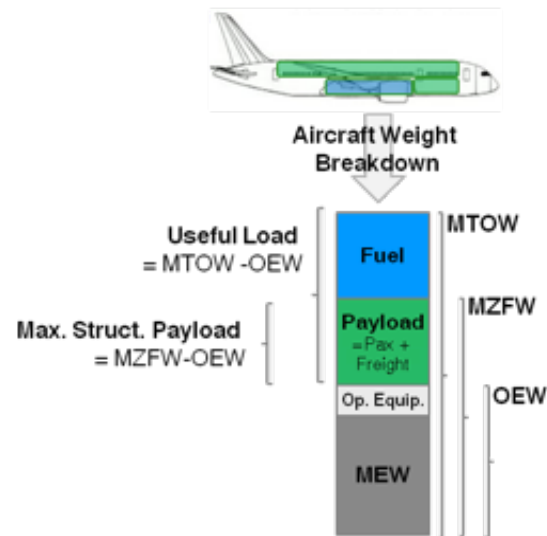 Aircraft Weight
Breakdown
MTOW
Useful Load
= MTOW -OEW
Fuel
MZFW
Max. Struct. Payload
= MZFW-OEW
Payload
= Pax +
Freight
OEW
Op. Equip.
MEW